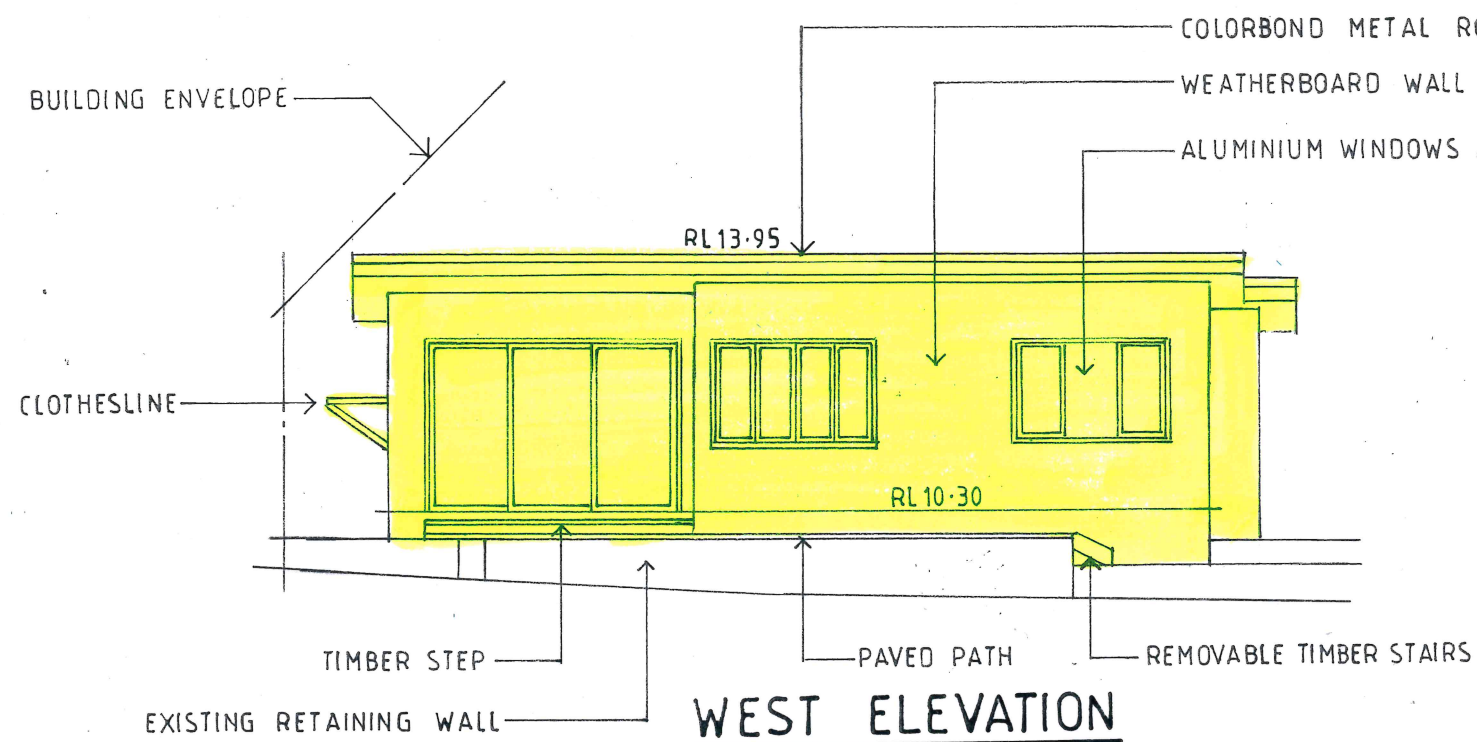 COLORBOND METAL
BUILDING ENVELOPE
WEATHERBOARD WALL
ALUMINIUM WINDOWS
RL 13·95
CLOTHESLINE
RL 10·30
TIMBER STEP
PAVED PATH
REMOVABLE TIMBER STAIRS
EXISTING RETAINING WALL
WEST ELEVATION